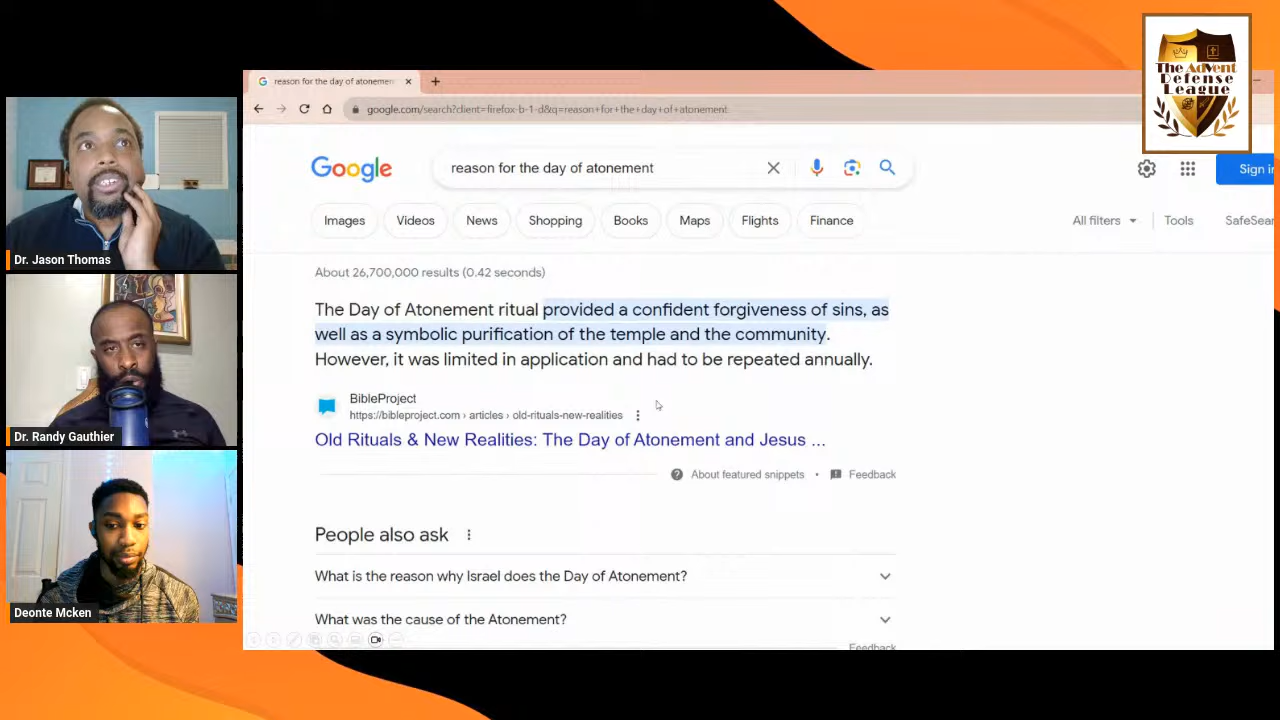 The Advent
Defense
League
reason for the day of atonemen
google.com/search?client=firefox-b-1-d&q=reason+for+the+day+of+atonement
Google
reason for the day of atonement
Sign in
Images
Videos
News
Shopping
Books
Maps
Flights
Finance
All filters
Tools
SafeSear
About 26,700,000 results (0.42 seconds)
The Day of Atonement ritual provided a confident forgiveness of sins, as
well as a symbolic purification of the temple and the community.
However, it was limited in application and had to be repeated annually.
BibleProject
https://bibleproject.com › articles › old-rituals-new-realities
Old Rituals & New Realities: The Day of Atonement and Jesus ...
About featured snippets • Feedback
People also ask
What is the reason why Israel does the Day of Atonement?
What was the cause of the Atonement?
Feedback
Dr. Jason Thomas
Dr. Randy Gauthier
Deonte Mcken